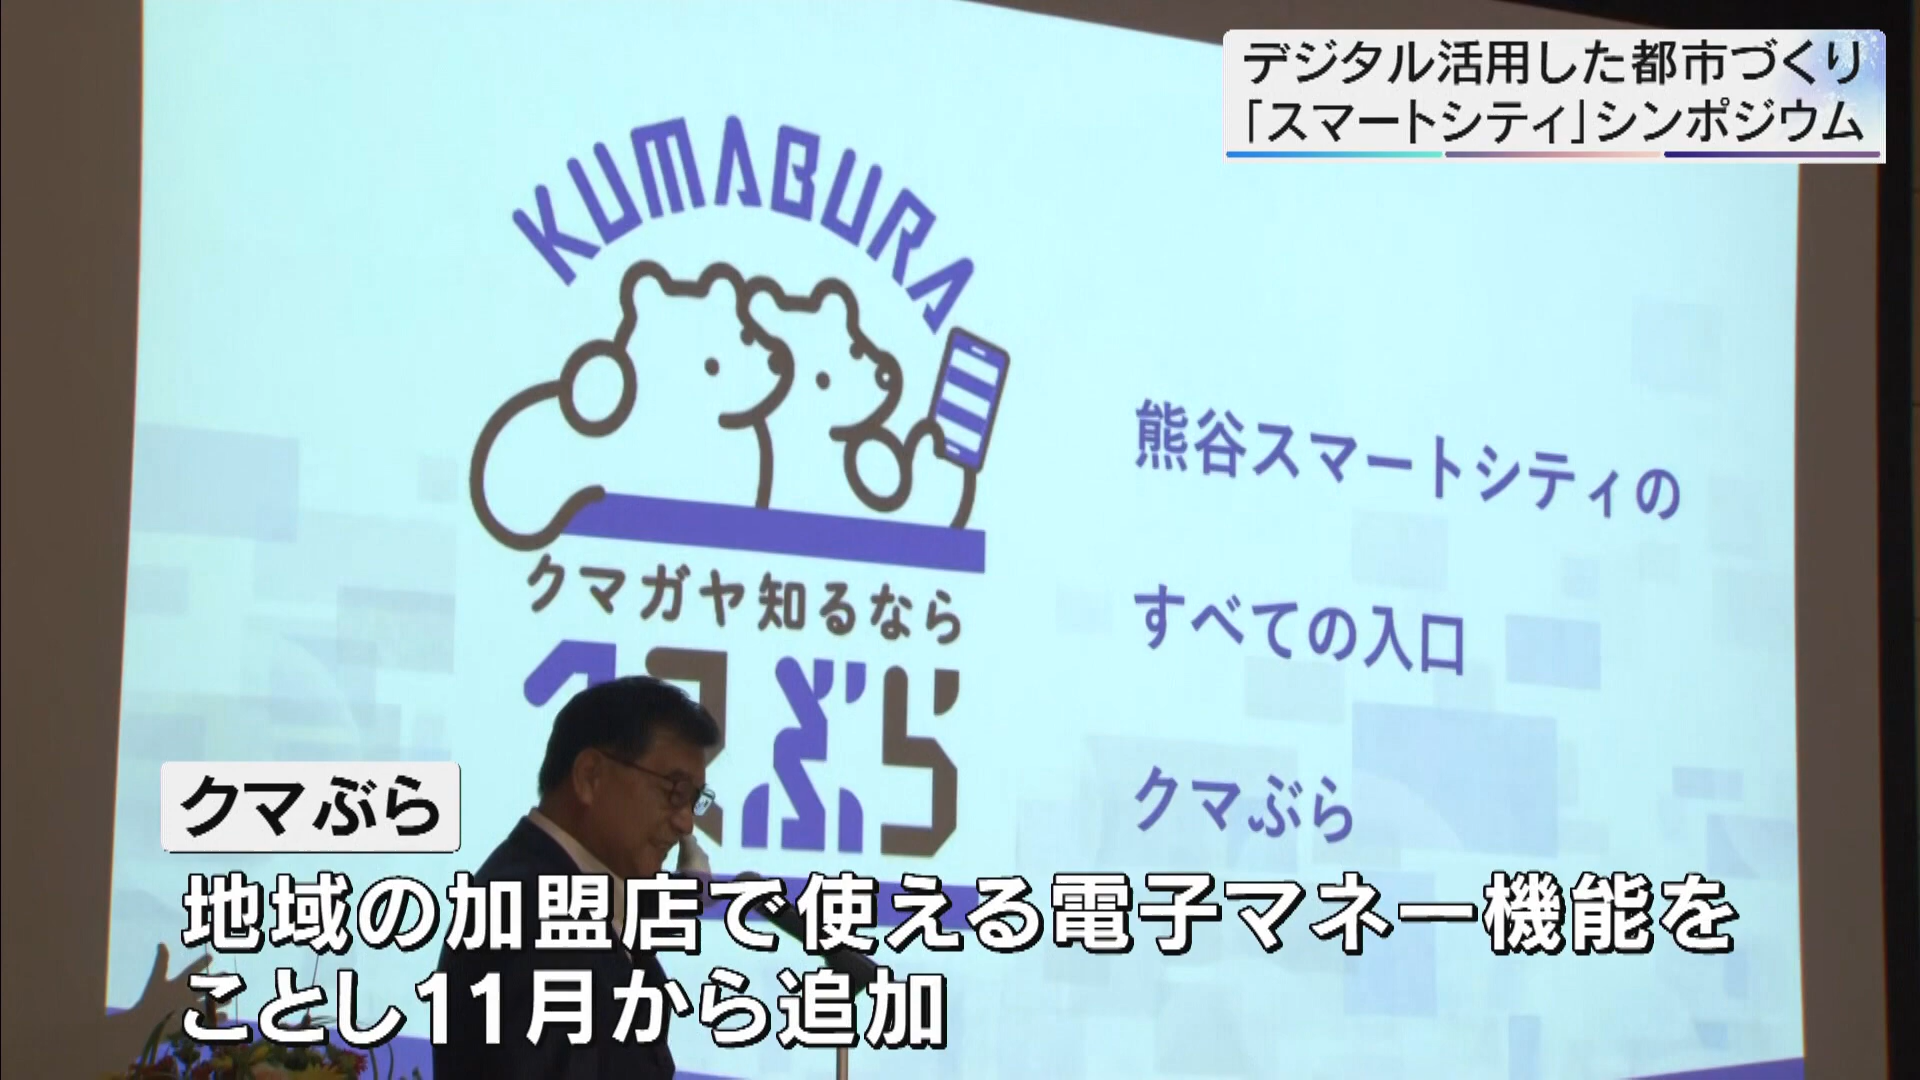 デジタル活用した都市づくり
「スマートシティ」シンポジウム
KUMABURA
クマガヤ知るなら
クマぶら
熊谷スマートシティの
すべての入口
クマぶら
クマぶら
地域の加盟店で使える電子マネー機能を
ことし11月から追加